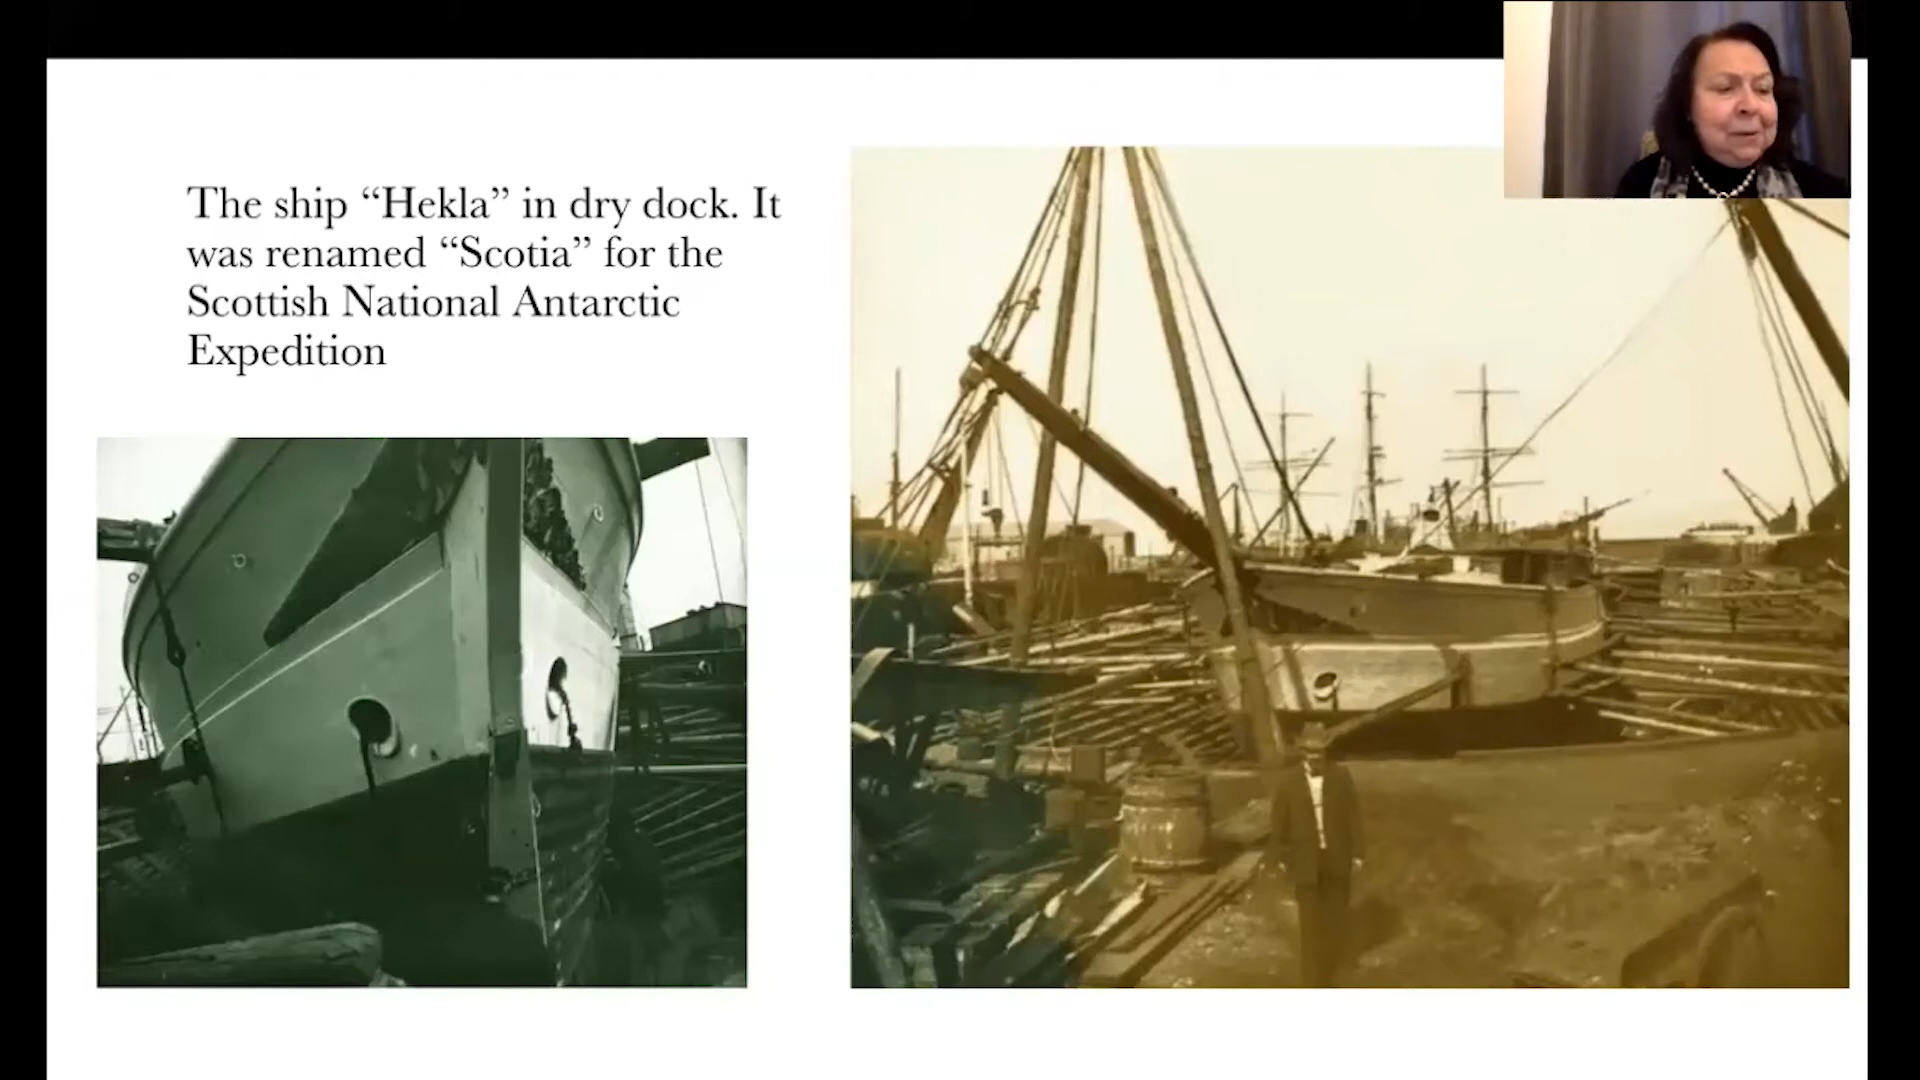 The ship “Hekla” in dry dock. It
was renamed “Scotia” for the
Scottish National Antarctic
Expedition